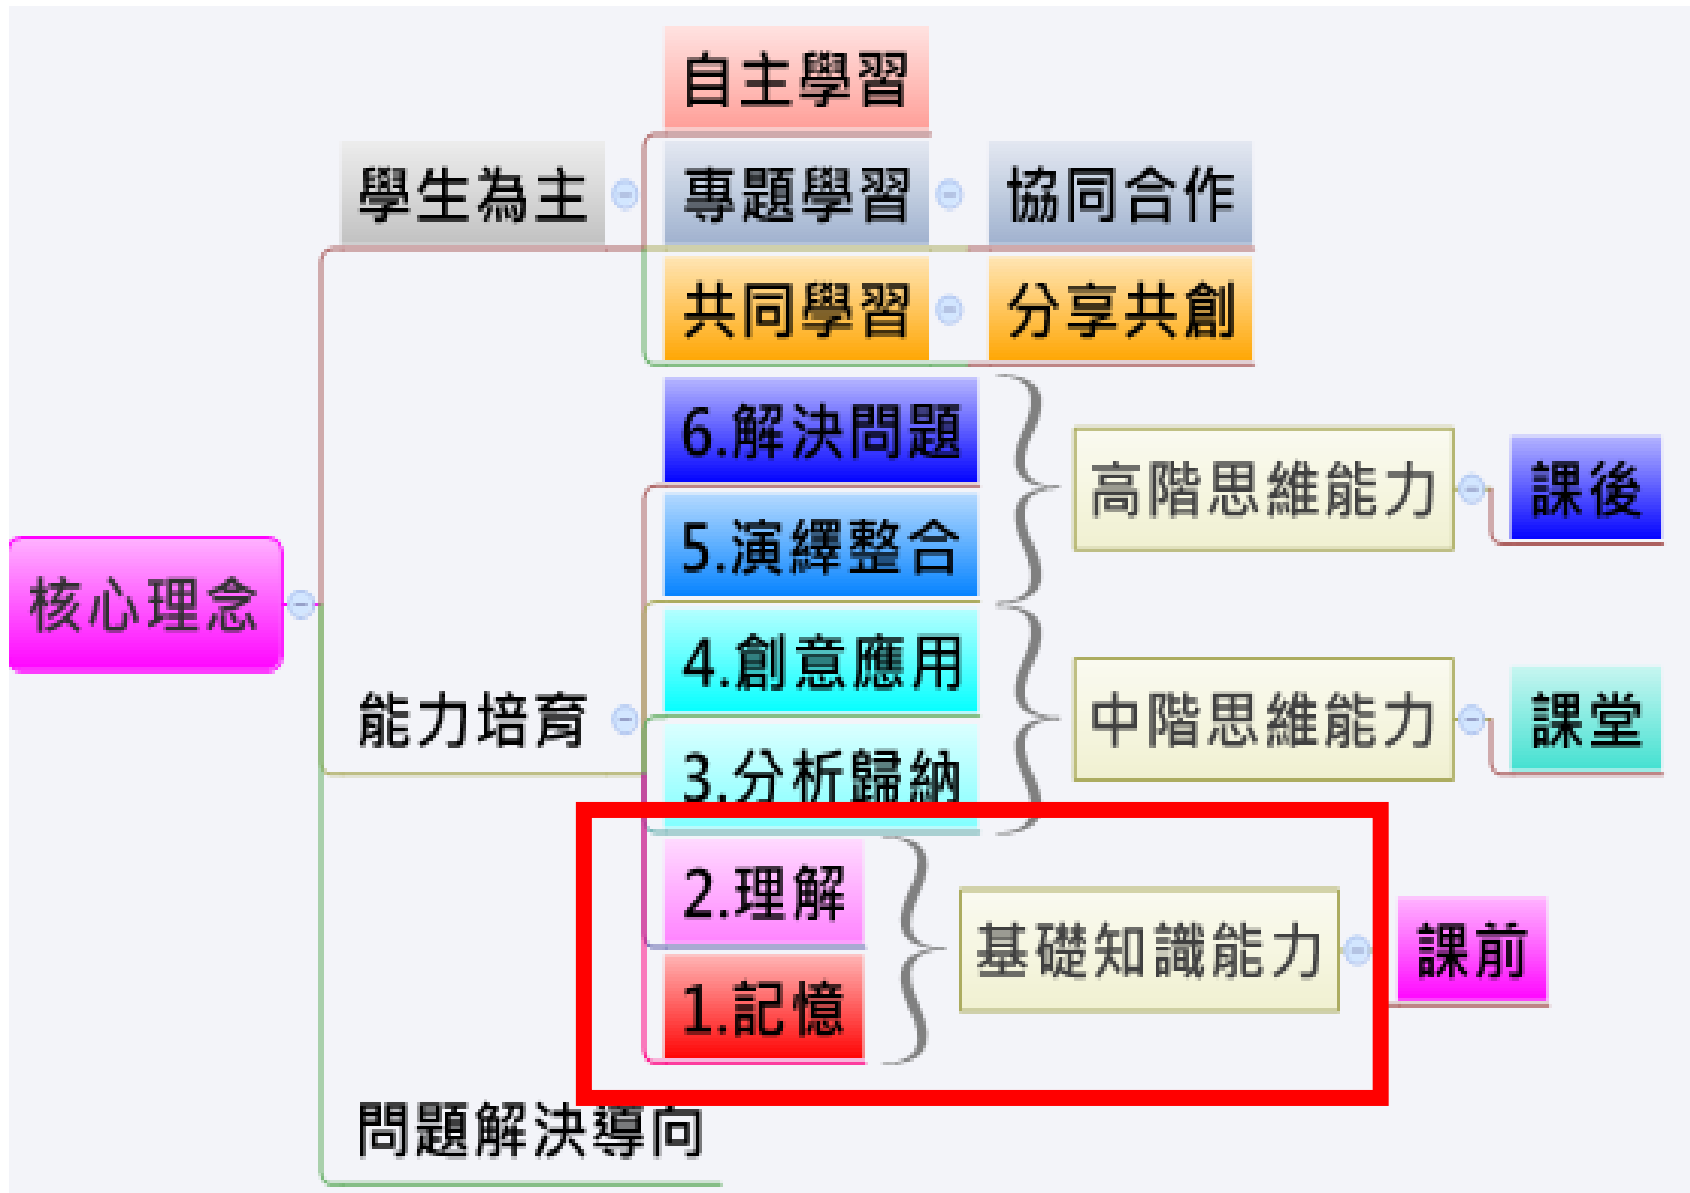 自主學習
學生為主
專題學習
協同合作
共同學習
分享共創
6.解決問題
高階思維能力
課後
5.演繹整合
核心理念
4.創意應用
能力培育
中階思維能力
課堂
3.分析歸納
2.理解
基礎知識能力
課前
1.記憶
問題解決導向